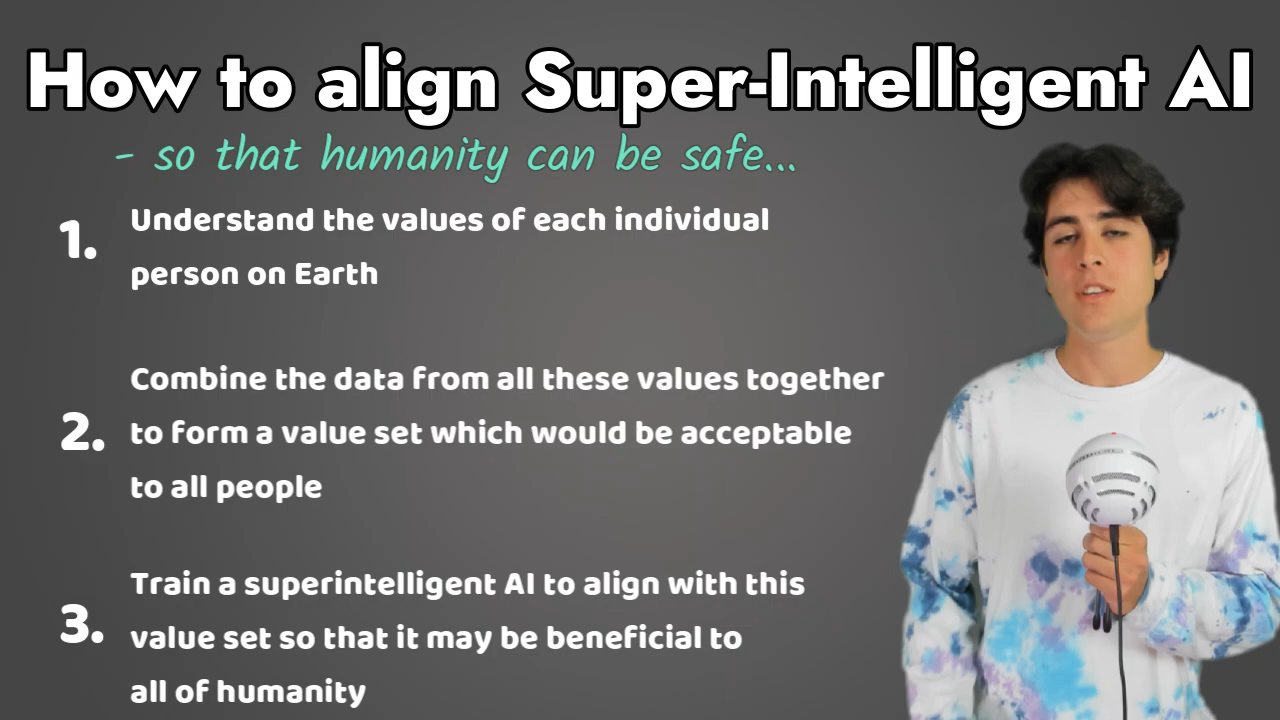 How to align Super-Intelligent AI
- so that humanity can be safe...
1. Understand the values of each individual
person on Earth
2. Combine the data from all these values together
to form a value set which would be acceptable
to all people
3. Train a superintelligent AI to align with this
value set so that it may be beneficial to
all of humanity